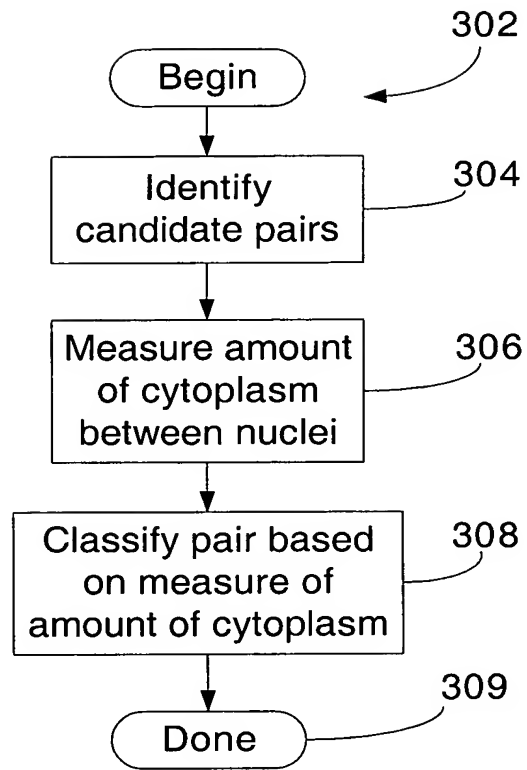 302
Begin
304
Identify
candidate pairs
306
Measure amount
of cytoplasm
between nuclei
308
Classify pair based
on measure of
amount of cytoplasm
309
Done